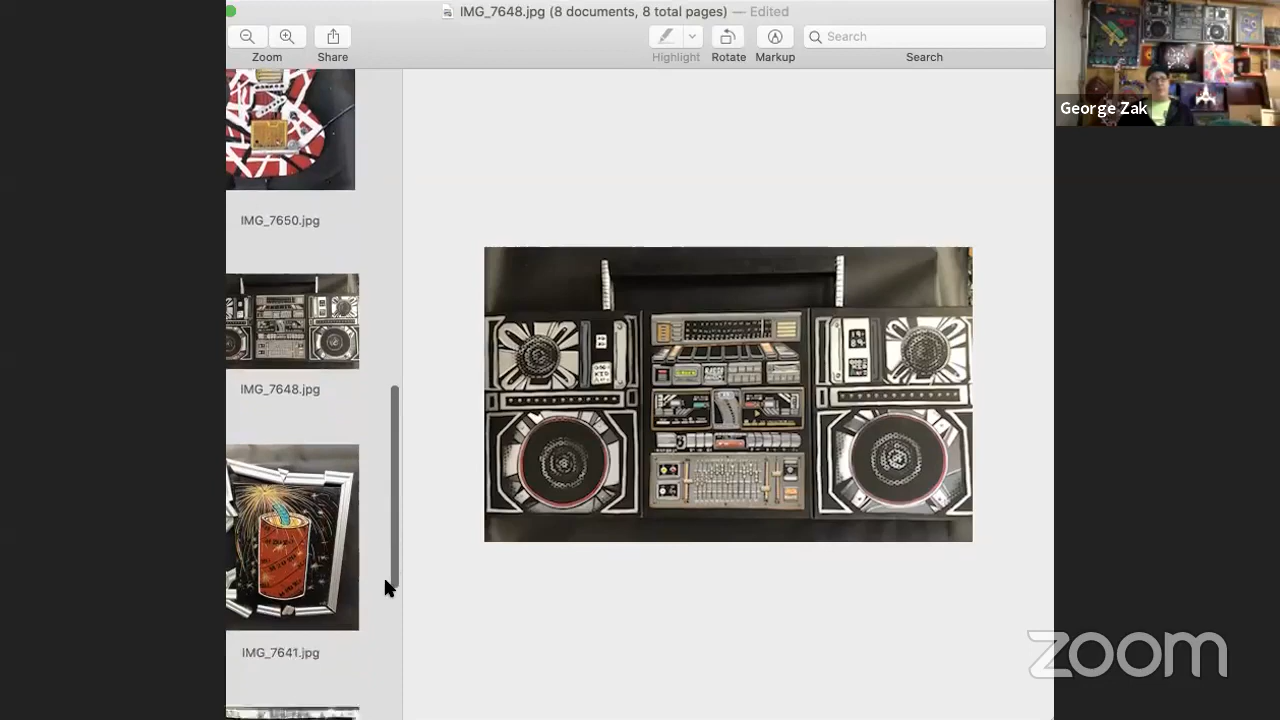 IMG_7648.jpg (8 documents, 8 total pages) — Edited
Search
Zoom
Share
Highlight
Rotate
Markup
Search
George Zak
IMG_7650.jpg
IMG_7648.jpg
IMG_7641.jpg
zoom